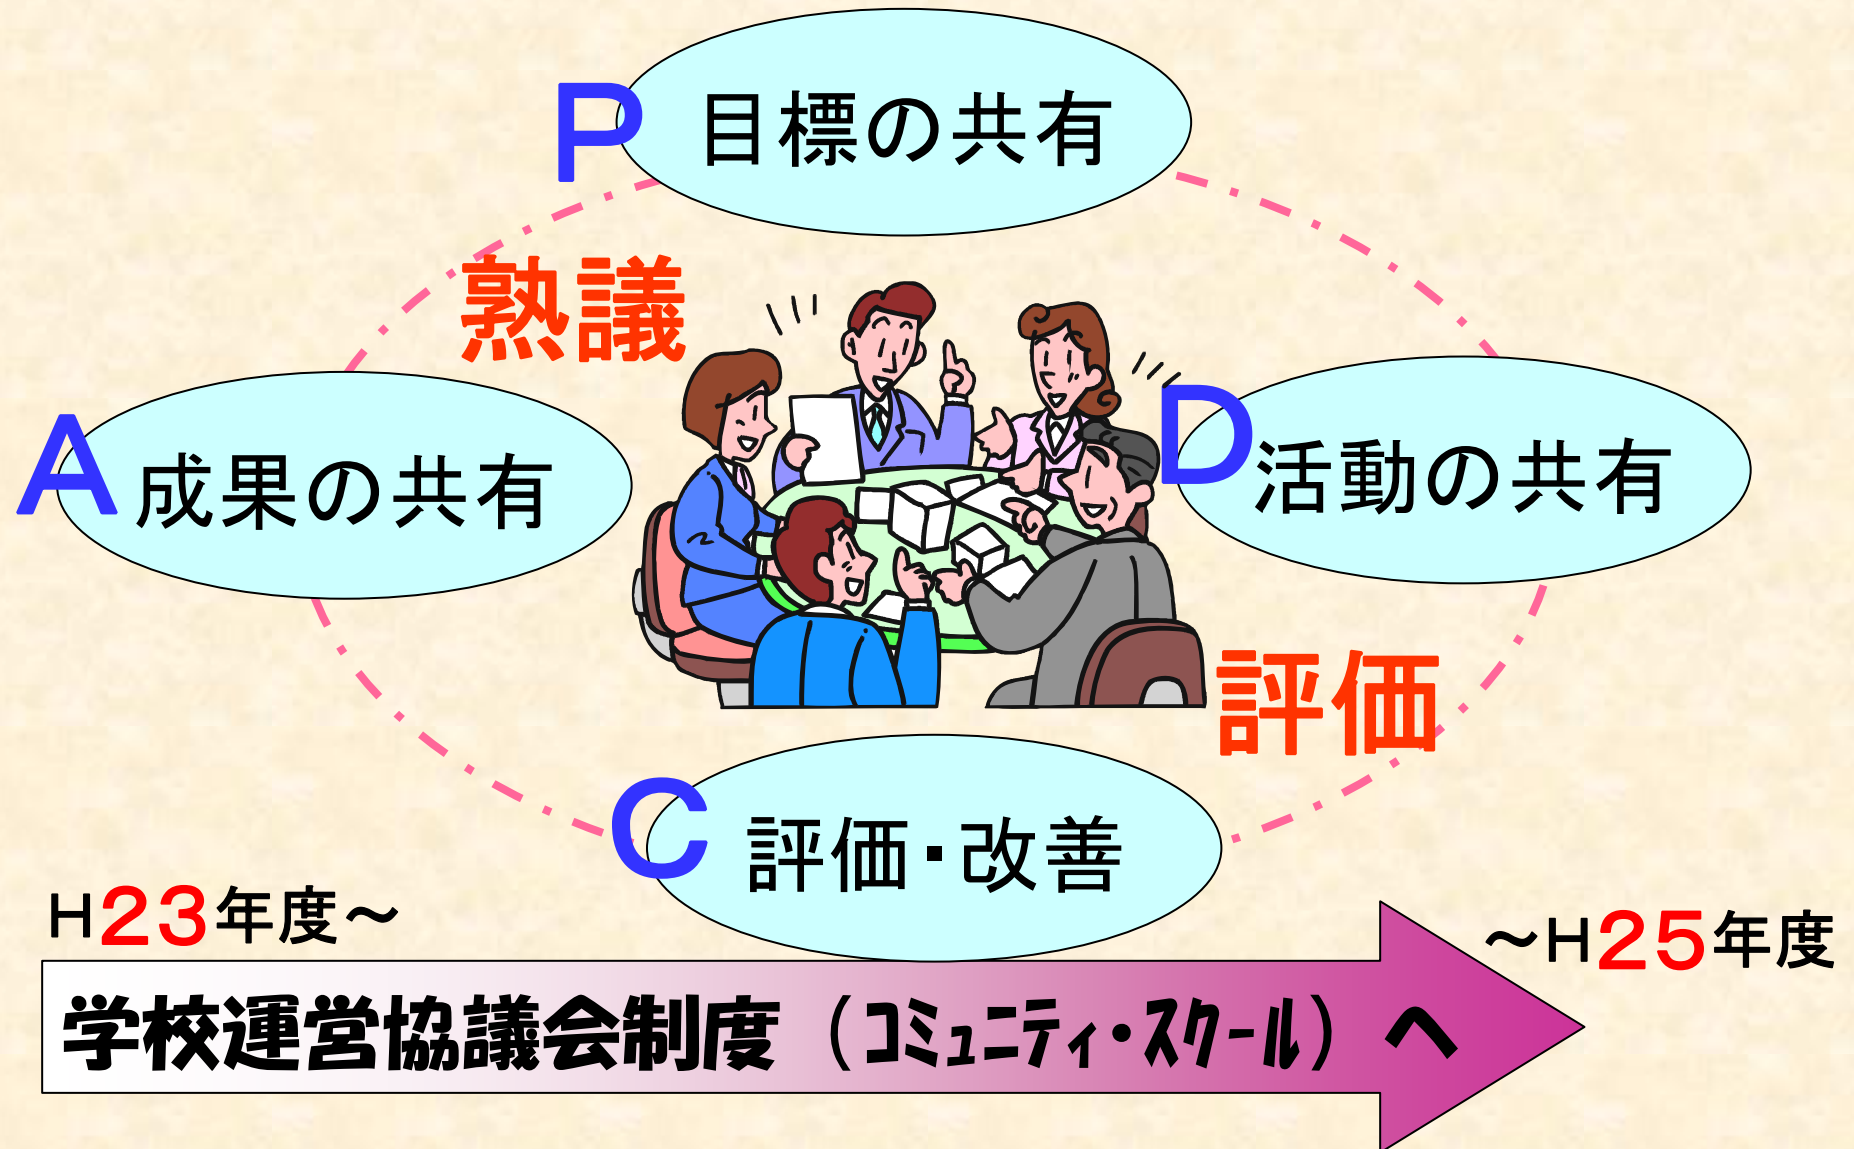 P 目標の共有
熟議
A 成果の共有
D 活動の共有
評価
C 評価・改善
H23年度～
～H25年度
学校運営協議会制度（コミュニティ・スクール）へ